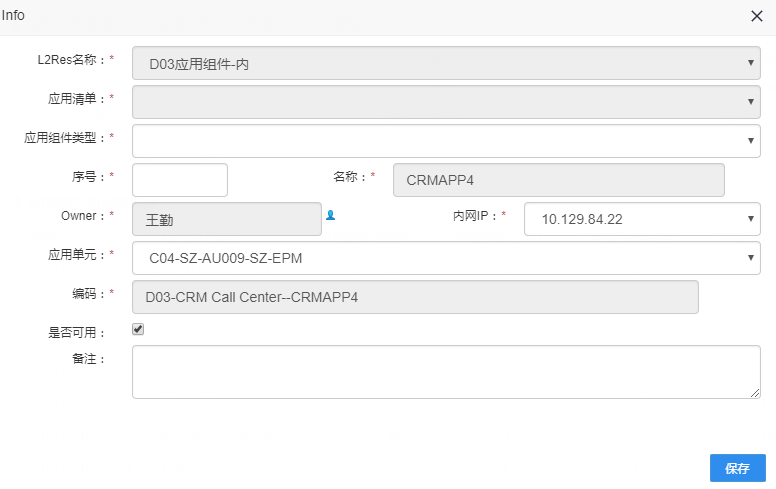 Info
L2Res名称：* D03应用组件-内
应用清单：*
应用组件类型：*
序号：* 名称：* CRMAPP4
Owner：* 王勤 内网IP：* 10.129.84.22
应用单元：* C04-SZ-AU009-SZ-EPM
编码：* D03-CRM Call Center--CRMAPP4
是否可用：
备注：
保存